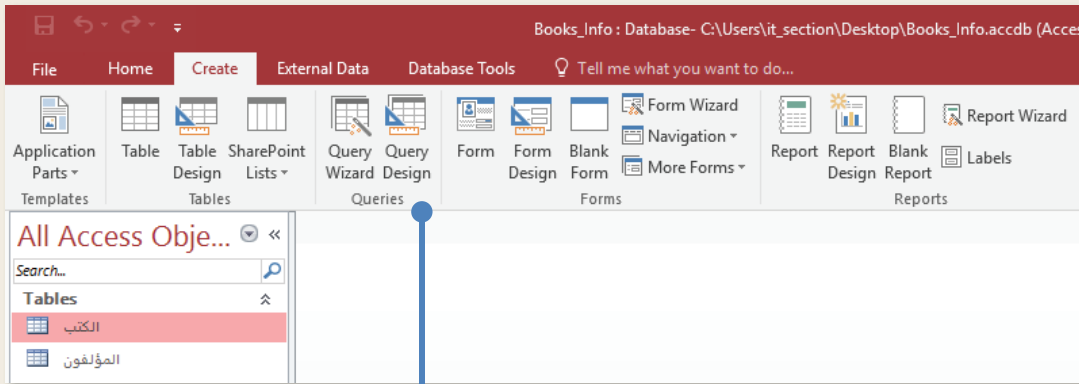 Books_Info : Database- C:\Users\it_section\Desktop\Books_Info.accdb (Acces
File Home Create External Data Database Tools Tell me what you want to do...
Application Parts Table Table Design SharePoint Lists Query Wizard Query Design Form Form Design Blank Form Form Wizard Navigation More Forms Report Report Design Blank Report Report Wizard Labels
Templates Tables Queries Forms Reports
All Access Obje...
Search...
Tables
الكتب
المؤلفون